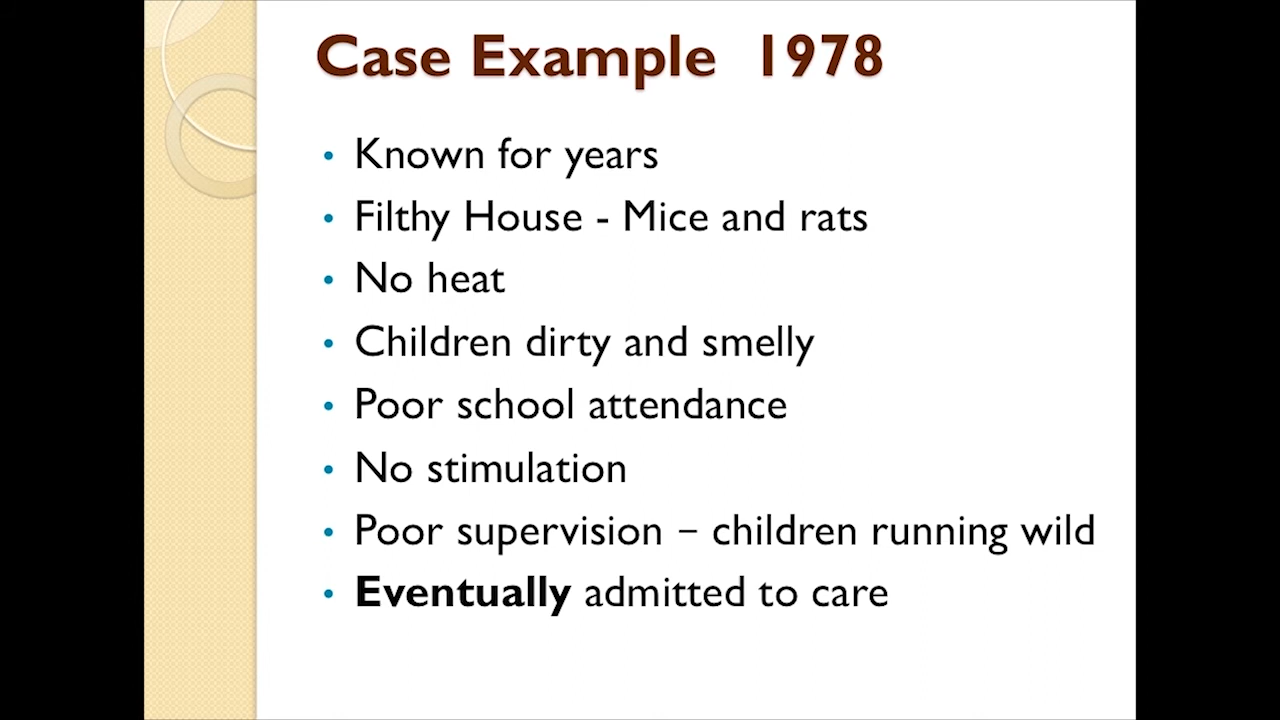 Case Example 1978
• Known for years
• Filthy House - Mice and rats
• No heat
• Children dirty and smelly
• Poor school attendance
• No stimulation
• Poor supervision – children running wild
• Eventually admitted to care